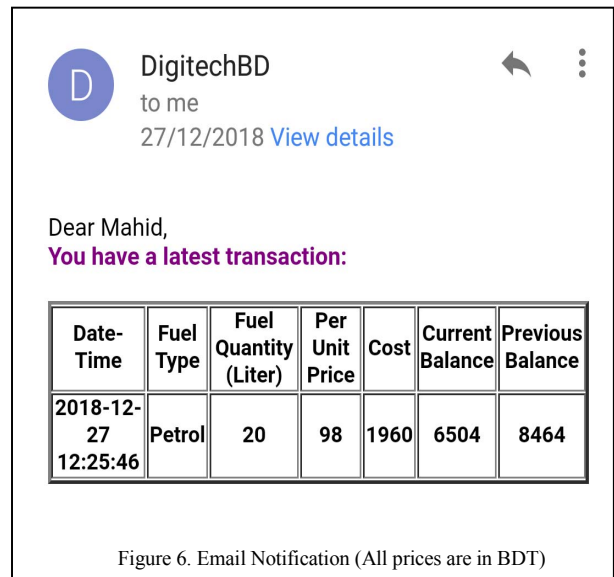 D
DigitechBD
to me
27/12/2018 View details
Dear Mahid,
You have a latest transaction:
Date-Time Fuel Type Fuel Quantity (Liter) Per Unit Price Cost Current Balance Previous Balance
2018-12-27 12:25:46 Petrol 20 98 1960 6504 8464
Figure 6. Email Notification (All prices are in BDT)